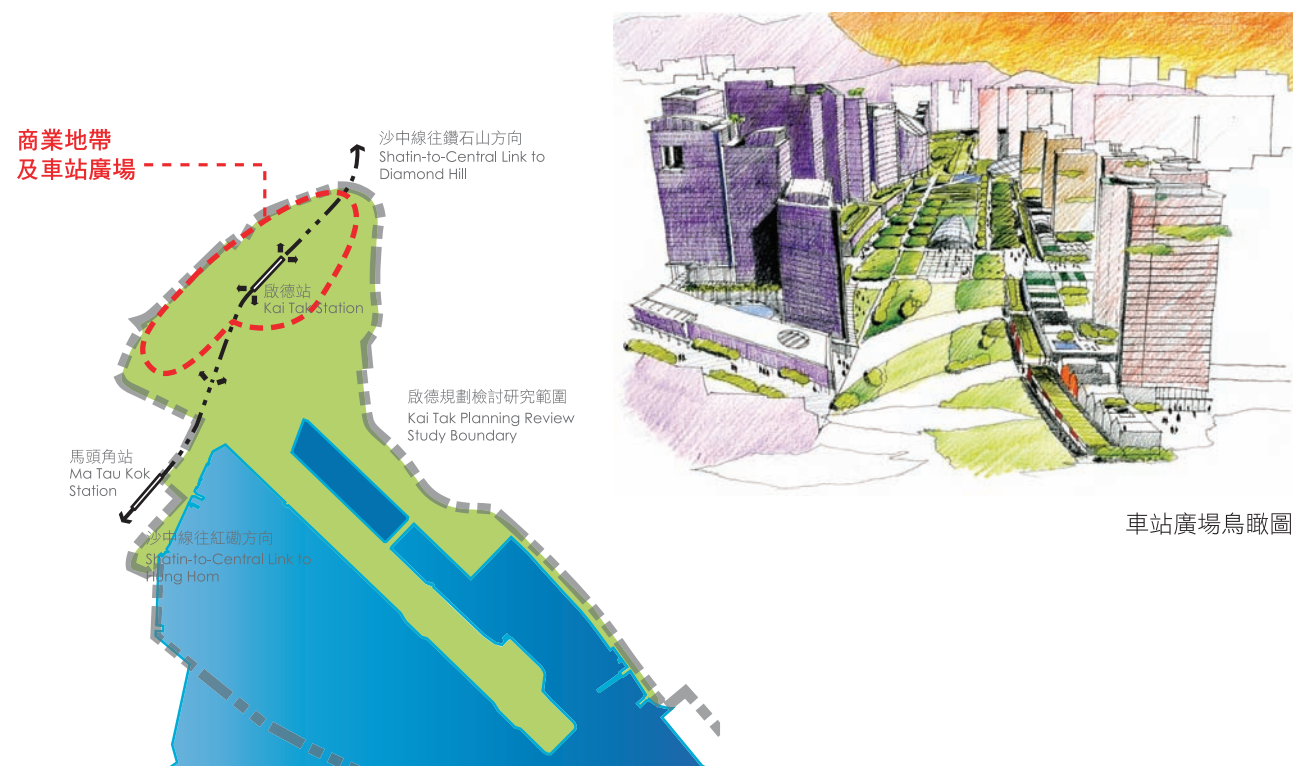 商業地帶
及車站廣場
沙中線往鑽石山方向
Shatin-to-Central Link to
Diamond Hill
啟德站
Kai Tak Station
啟德規劃檢討研究範圍
Kai Tak Planning Review
Study Boundary
馬頭角站
Ma Tau Kok
Station
沙中線往紅磡方向
Shatin-to-Central Link to
Hung Hom
車站廣場鳥瞰圖